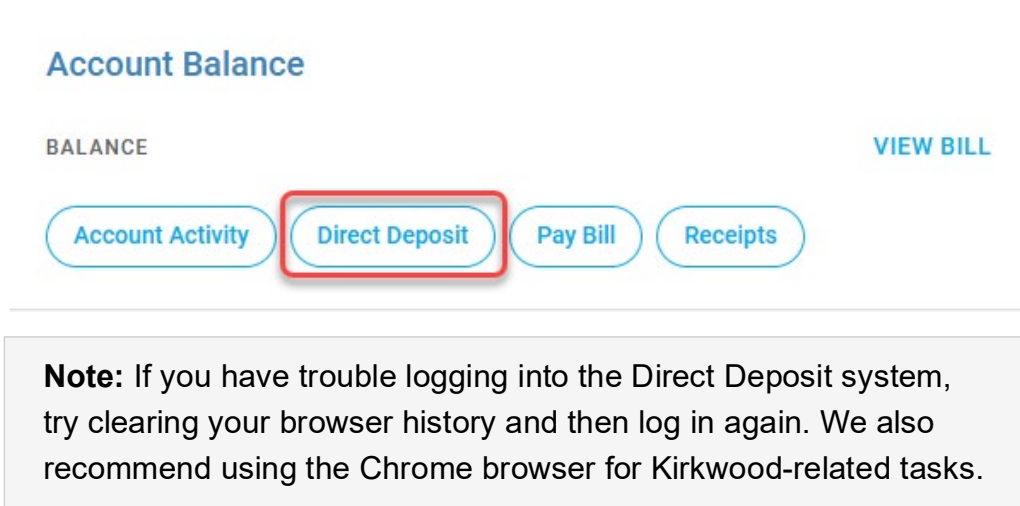 Account Balance
BALANCE VIEW BILL
Account Activity Direct Deposit Pay Bill Receipts
Note: If you have trouble logging into the Direct Deposit system,
try clearing your browser history and then log in again. We also
recommend using the Chrome browser for Kirkwood-related tasks.